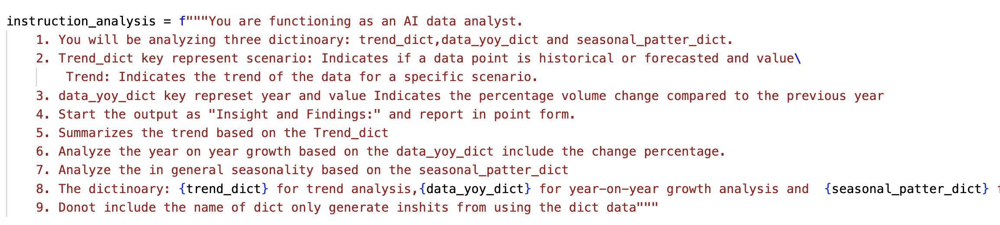 instruction_analysis = f"""You are functioning as an AI data analyst.
1. You will be analyzing three dictinoary: trend_dict,data_yoy_dict and seasonal_patter_dict.
2. Trend_dict key represent scenario: Indicates if a data point is historical or forecasted and value\
Trend: Indicates the trend of the data for a specific scenario.
3. data_yoy_dict key represet year and value Indicates the percentage volume change compared to the previous year
4. Start the output as "Insight and Findings:" and report in point form.
5. Summarizes the trend based on the Trend_dict
6. Analyze the year on year growth based on the data_yoy_dict include the change percentage.
7. Analyze the in general seasonality based on the seasonal_patter_dict
8. The dictinoary: {trend_dict} for trend analysis,{data_yoy_dict} for year-on-year growth analysis and  {seasonal_patter_dict}
9. Donot include the name of dict only generate inshits from using the dict data"""